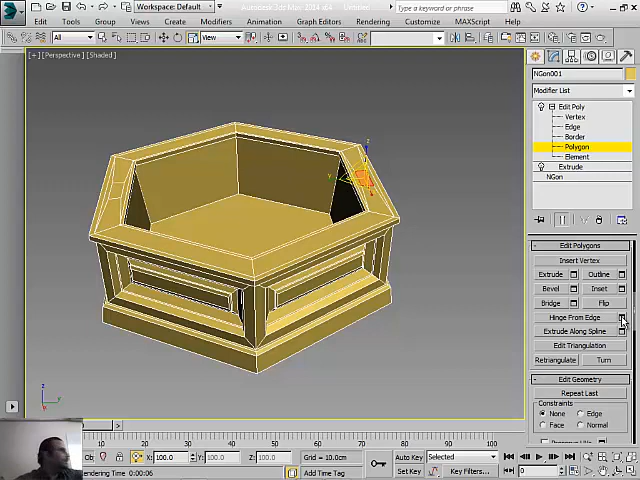 Workspace: Default
Autodesk 3ds Max 2014 x64
Untitled
Type a keyword or phrase
Edit Tools Group Views Create Modifiers Animation Graph Editors Rendering Customize MAXScript Help
All
View
[+] [Perspective] [Shaded]
NGon001
Modifier List
Edit Poly
Vertex
Edge
Border
Polygon
Element
Extrude
NGon
Edit Polygons
Insert Vertex
Extrude Outline
Bevel Inset
Bridge Flip
Hinge From Edge
Extrude Along Spline
Edit Triangulation
Retriangulate Turn
Edit Geometry
Repeat Last
Constraints
None Edge
Face Normal
z
y
x
10 20 30 40 50 60 70 80 90 100
X: 100.0 Y: 100.0 Z: 100.0 Grid = 10.0cm
Auto Key Selected
Set Key Key Filters...
0
ndering Time 0:00:06
Add Time Tag